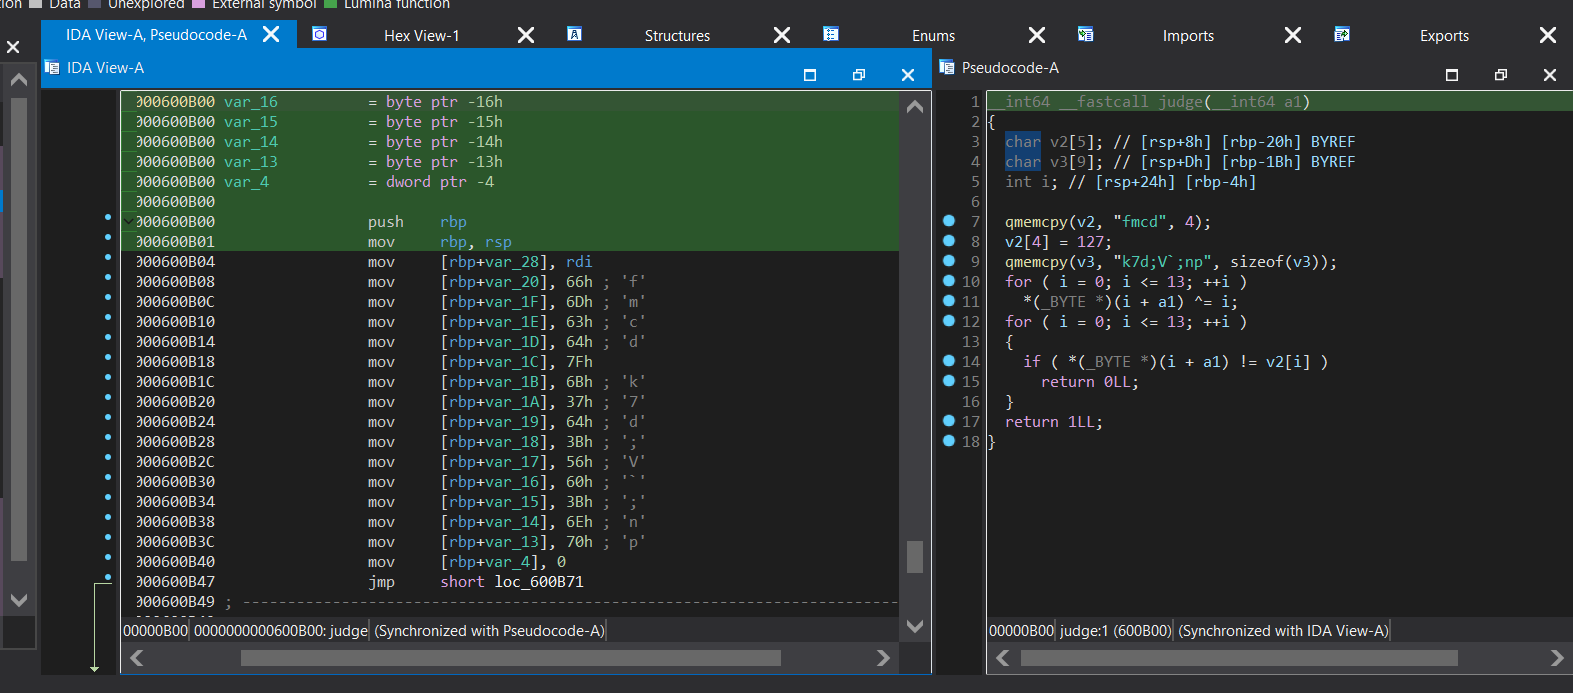 ion Data Unexplored External symbol Lumina function
IDA View-A, Pseudocode-A Hex View-1 Structures Enums Imports Exports
IDA View-A
000600B00 var_16 = byte ptr -16h
000600B00 var_15 = byte ptr -15h
000600B00 var_14 = byte ptr -14h
000600B00 var_13 = byte ptr -13h
000600B00 var_4 = dword ptr -4
000600B00
000600B00 push rbp
000600B01 mov rbp, rsp
000600B04 mov [rbp+var_28], rdi
000600B08 mov [rbp+var_20], 66h ; 'f'
000600B0C mov [rbp+var_1F], 6Dh ; 'm'
000600B10 mov [rbp+var_1E], 63h ; 'c'
000600B14 mov [rbp+var_1D], 64h ; 'd'
000600B18 mov [rbp+var_1C], 7Fh
000600B1C mov [rbp+var_1B], 6Bh ; 'k'
000600B20 mov [rbp+var_1A], 37h ; '7'
000600B24 mov [rbp+var_19], 64h ; 'd'
000600B28 mov [rbp+var_18], 3Bh ; ';'
000600B2C mov [rbp+var_17], 56h ; 'V'
000600B30 mov [rbp+var_16], 60h ; '`'
000600B34 mov [rbp+var_15], 3Bh ; ';'
000600B38 mov [rbp+var_14], 6Eh ; 'n'
000600B3C mov [rbp+var_13], 70h ; 'p'
000600B40 mov [rbp+var_4], 0
000600B47 jmp short loc_600B71
000600B49 ; ---------------------------------------------------------------------------
00000B00 0000000000600B00: judge (Synchronized with Pseudocode-A)
Pseudocode-A
1 __int64 __fastcall judge(__int64 a1)
2 {
3 char v2[5]; // [rsp+8h] [rbp-20h] BYREF
4 char v3[9]; // [rsp+Dh] [rbp-1Bh] BYREF
5 int i; // [rsp+24h] [rbp-4h]
6
7 qmemcpy(v2, "fmcd", 4);
8 v2[4] = 127;
9 qmemcpy(v3, "k7d;V`;np", sizeof(v3));
10 for ( i = 0; i <= 13; ++i )
11 *(_BYTE *)(i + a1) ^= i;
12 for ( i = 0; i <= 13; ++i )
13 {
14 if ( *(_BYTE *)(i + a1) != v2[i] )
15 return 0LL;
16 }
17 return 1LL;
18 }
00000B00 judge:1 (600B00) (Synchronized with IDA View-A)